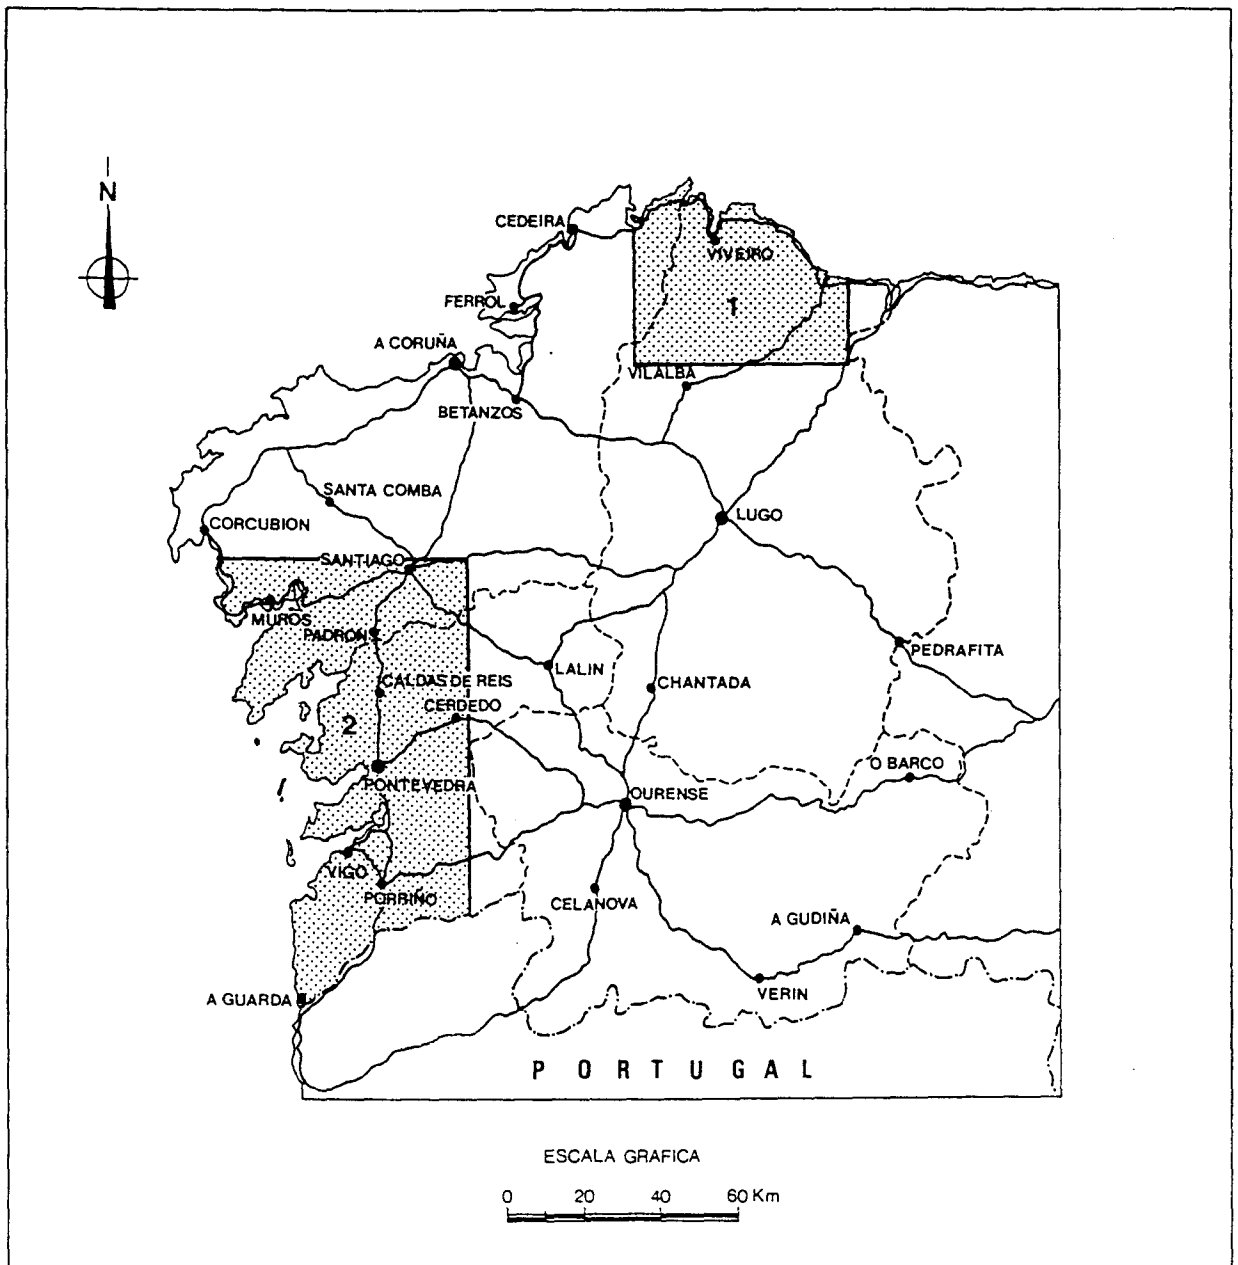 N
CEDEIRA
VIVEIRO
FERROL
1
A CORUÑA
VILALBA
BETANZOS
SANTA COMBA
LUGO
CORCUBION
SANTIAGO
MUROS
PADRON
PEDRAFITA
LALIN
CALDAS DE REIS
CHANTADA
CERDEDO
2
O BARCO
PONTEVEDRA
OURENSE
VIGO
PORRIÑO
CELANOVA
A GUDIÑA
VERIN
A GUARDA
PORTUGAL
ESCALA GRAFICA
0 20 40 60 Km